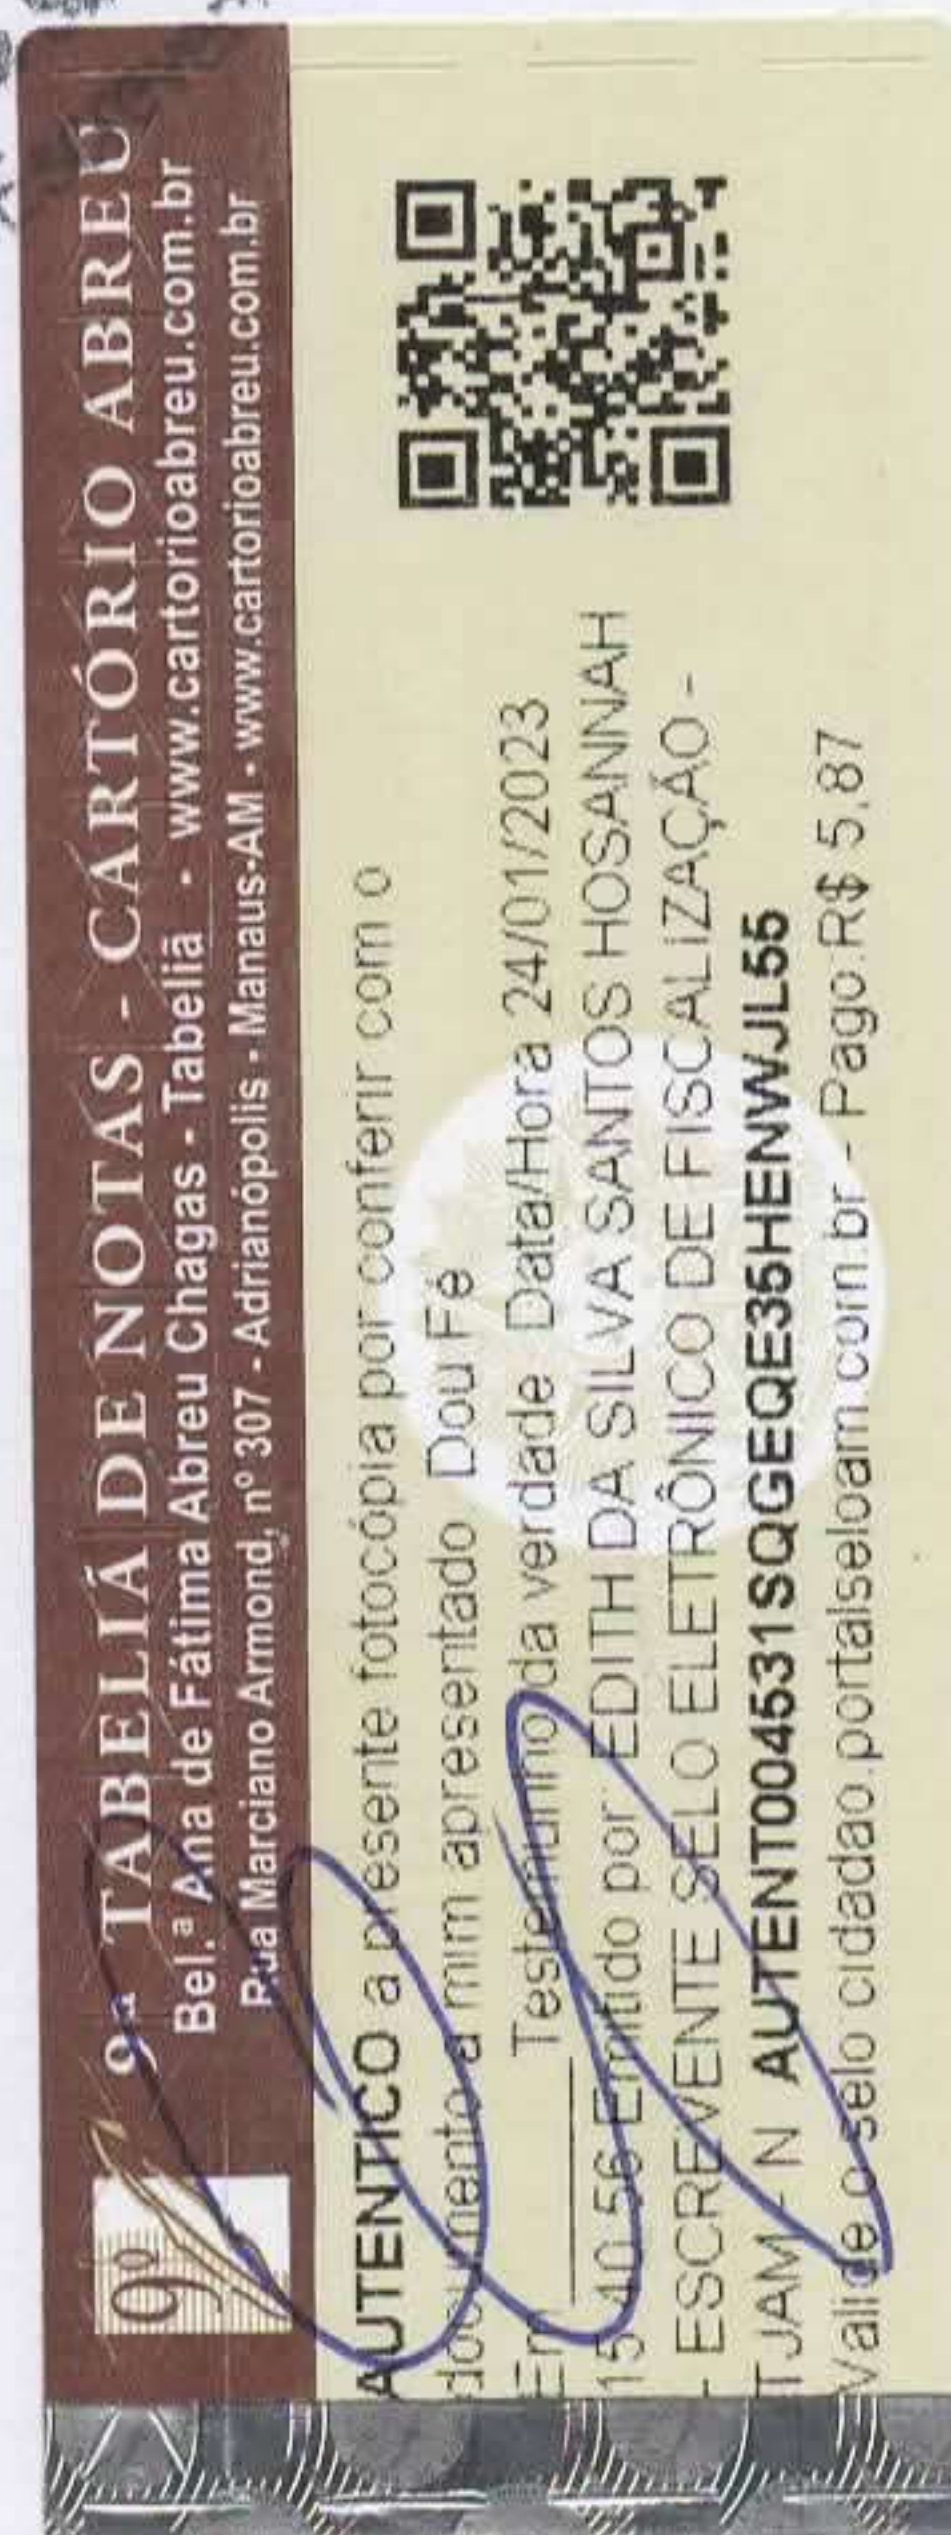 9º
9ª TABELIÃ DE NOTAS - CARTÓRIO ABREU
Bel.ª Ana de Fátima Abreu Chagas - Tabeliã - www.cartorioabreu.com.br
Rua Marciano Armond, nº 307 - Adrianópolis - Manaus-AM - www.cartorioabreu.com.br
AUTENTICO a presente fotocópia por conferir com o
documento a mim apresentado Dou Fé
Em ______ Testemunho da verdade Data/Hora 24/01/2023
15:40:56 Emitido por: EDITH DA SILVA SANTOS HOSANNAH
- ESCREVENTE SELO ELETRÔNICO DE FISCALIZAÇÃO -
TJAM - N AUTENT004531SQGEQE35HENWJL55
Valide o selo cidadao.portalseloam.com.br - Pago:R$ 5,87